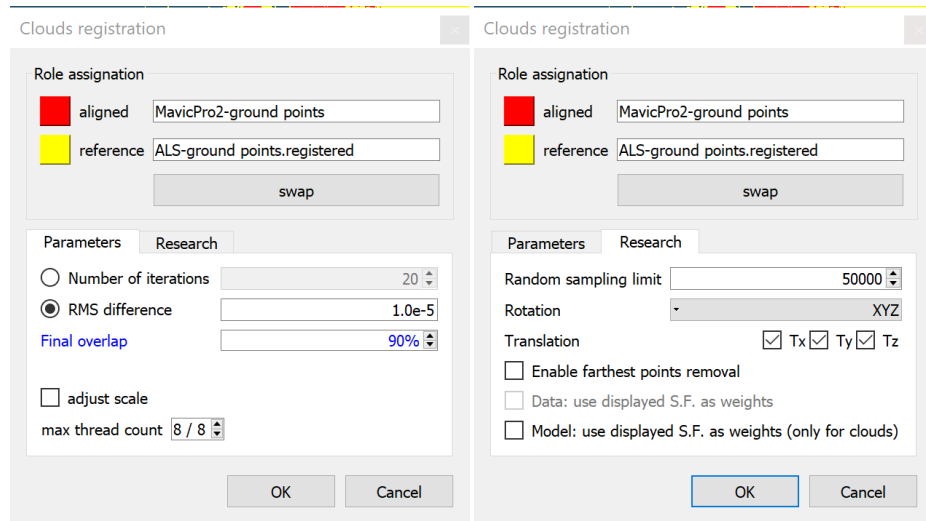 Clouds registration
Role assignation
aligned MavicPro2-ground points
reference ALS-ground points.registered
swap
Parameters Research
Number of iterations 20
RMS difference 1.0e-5
Final overlap 90%
adjust scale
max thread count 8 / 8
OK Cancel
Clouds registration
Role assignation
aligned MavicPro2-ground points
reference ALS-ground points.registered
swap
Parameters Research
Random sampling limit 50000
Rotation XYZ
Translation Tx Ty Tz
Enable farthest points removal
Data: use displayed S.F. as weights
Model: use displayed S.F. as weights (only for clouds)
OK Cancel